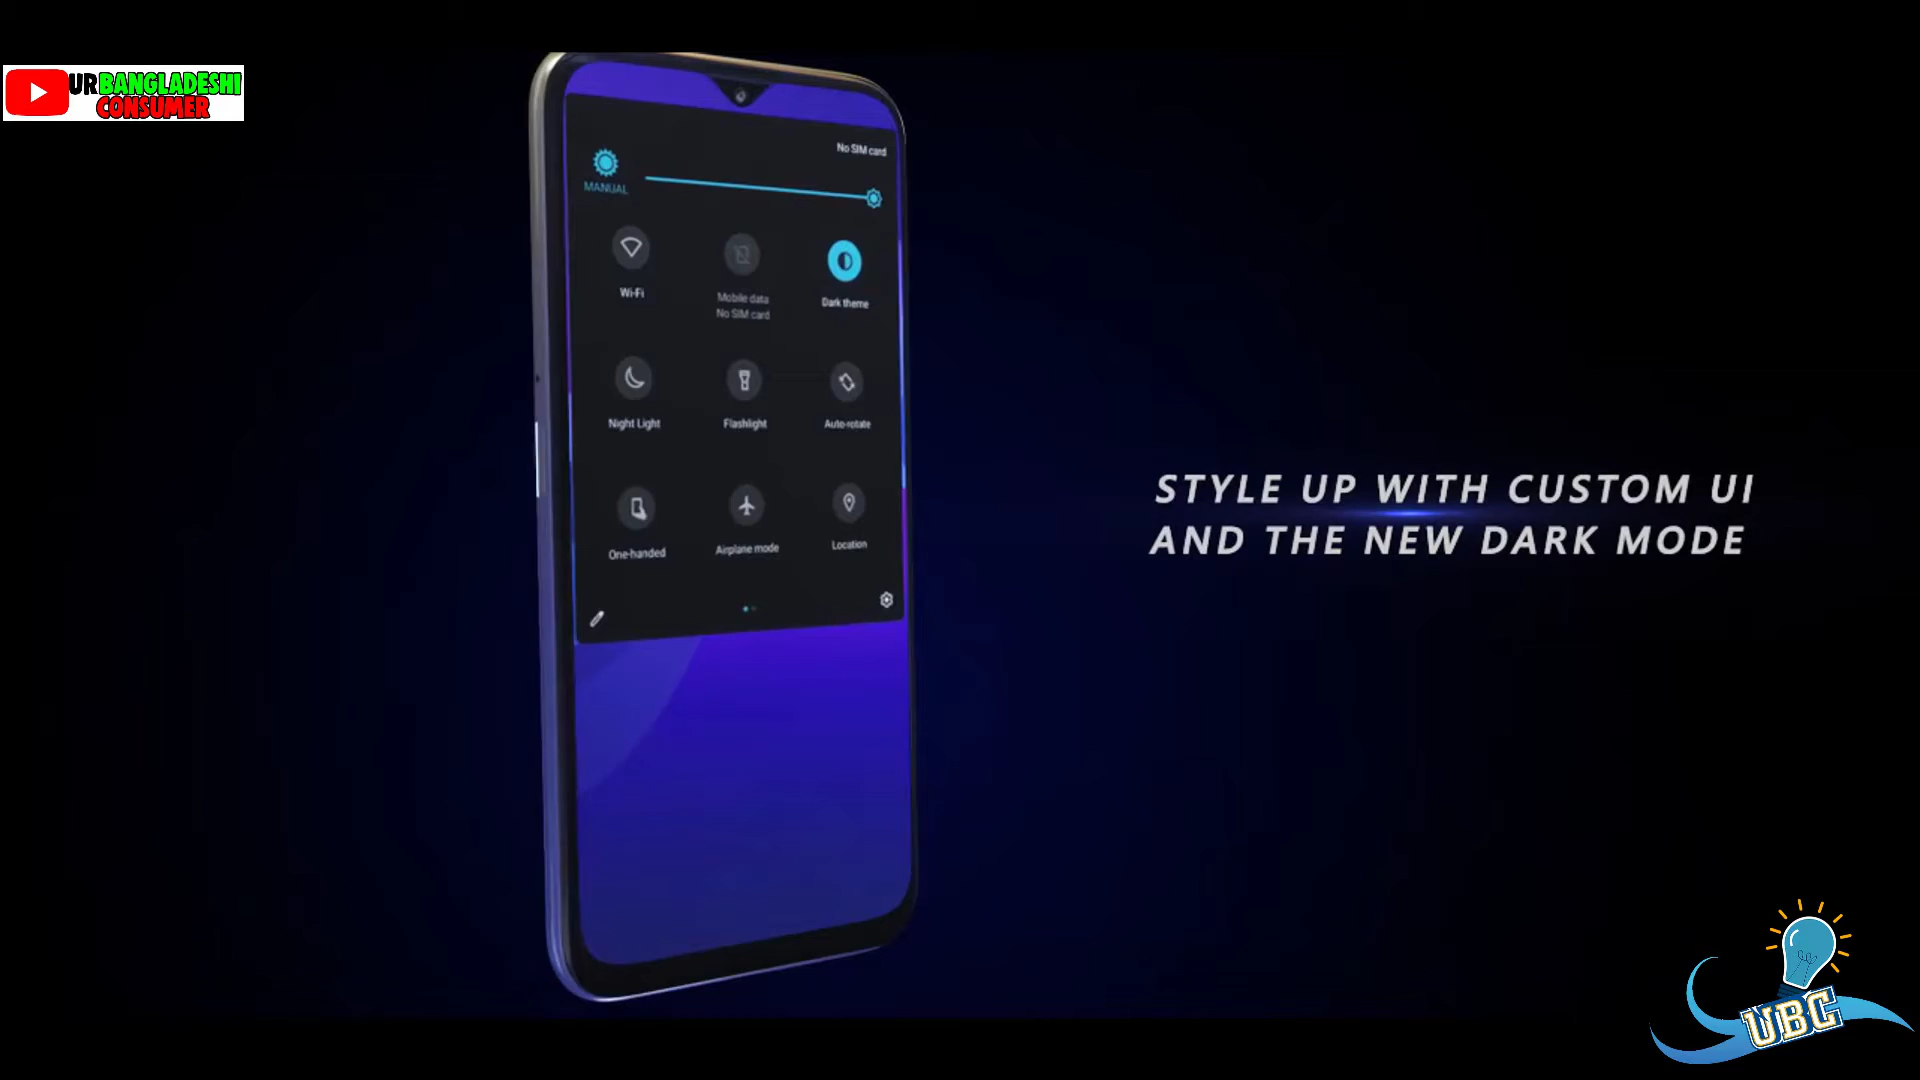 URBANGLADESHI
CONSUMER
No SIM card
MANUAL
Wi-Fi
Mobile data
No SIM card
Dark theme
Night Light
Flashlight
Auto-rotate
One-handed
Airplane mode
Location
STYLE UP WITH CUSTOM UI
AND THE NEW DARK MODE
UBC